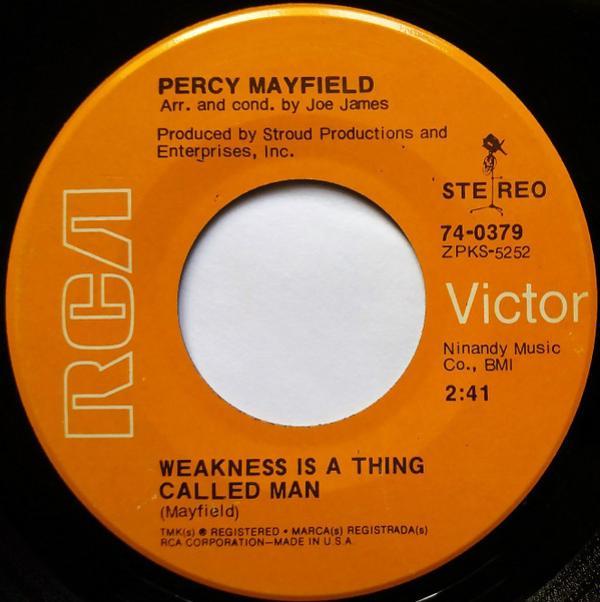 PERCY MAYFIELD
Arr. and cond. by Joe James
Produced by Stroud Productions and
Enterprises, Inc.
RCA
STEREO
74-0379
ZPKS-5252
Victor
Ninandy Music
Co., BMI
2:41
WEAKNESS IS A THING
CALLED MAN
(Mayfield)
TMK(s) ® REGISTERED • MARCA(s) REGISTRADA(s)
RCA CORPORATION—MADE IN U.S.A.